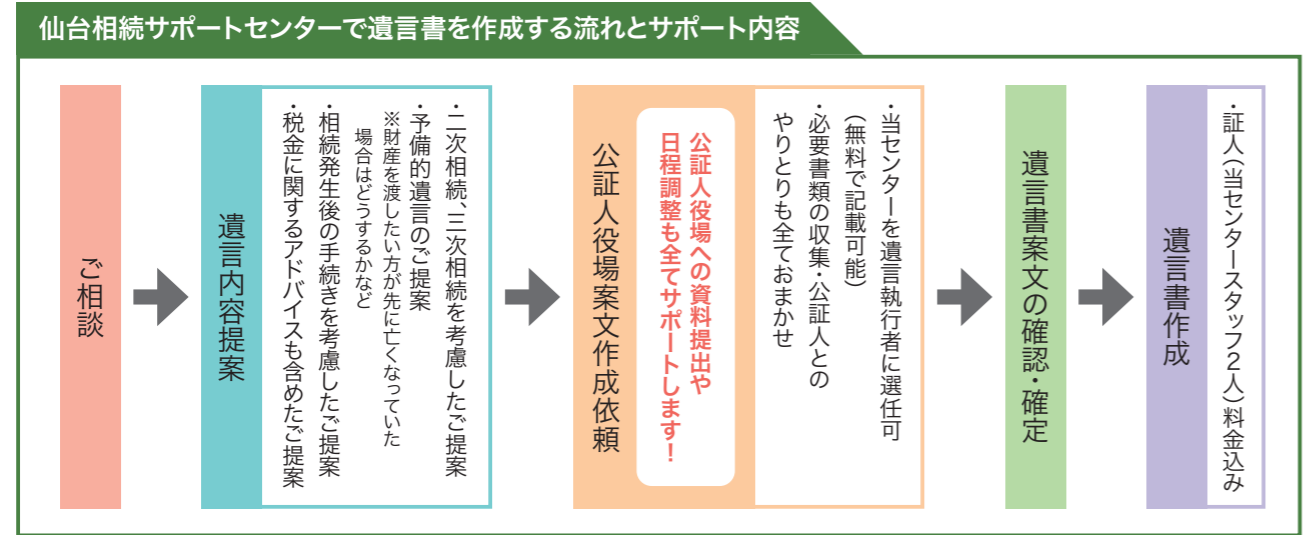 仙台相続サポートセンターで遺言書を作成する流れとサポート内容
ご相談
遺言内容提案
・二次相続、三次相続を考慮したご提案
・予備的遺言のご提案
※財産を渡したい方が先に亡くなっていた
場合はどうするかなど
・相続発生後の手続きを考慮したご提案
・税金に関するアドバイスも含めたご提案
公証人役場案文作成依頼
公証人役場への資料提出や
日程調整も全てサポートします!
・当センターを遺言執行者に選任可
(無料で記載可能)
・必要書類の収集・公証人との
やりとりも全ておまかせ
遺言書案文の確認・確定
遺言書作成
・証人(当センタースタッフ2人)料金込み